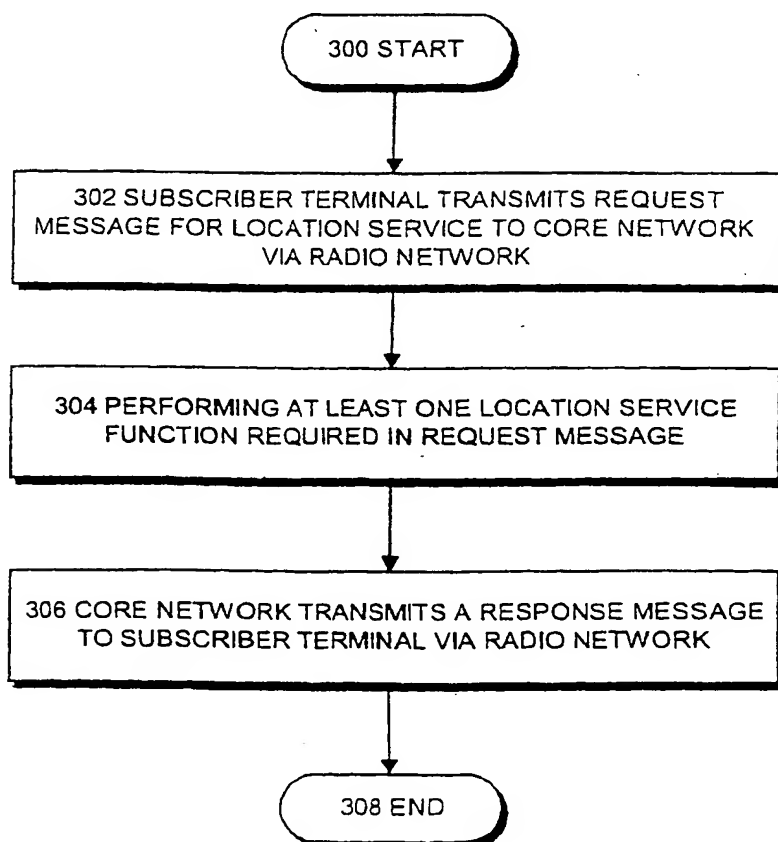 300 START
302 SUBSCRIBER TERMINAL TRANSMITS REQUEST
MESSAGE FOR LOCATION SERVICE TO CORE NETWORK
VIA RADIO NETWORK
304 PERFORMING AT LEAST ONE LOCATION SERVICE
FUNCTION REQUIRED IN REQUEST MESSAGE
306 CORE NETWORK TRANSMITS A RESPONSE MESSAGE
TO SUBSCRIBER TERMINAL VIA RADIO NETWORK
308 END